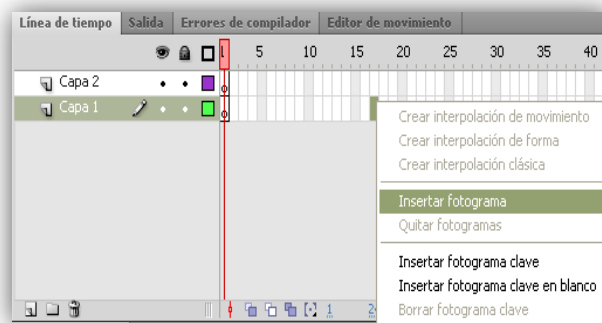 Línea de tiempo Salida Errores de compilador Editor de movimiento
1 5 10 15 20 25 30 35 40
Capa 2
Capa 1
Crear interpolación de movimiento
Crear interpolación de forma
Crear interpolación clásica
Insertar fotograma
Quitar fotogramas
Insertar fotograma clave
Insertar fotograma clave en blanco
Borrar fotograma clave
1